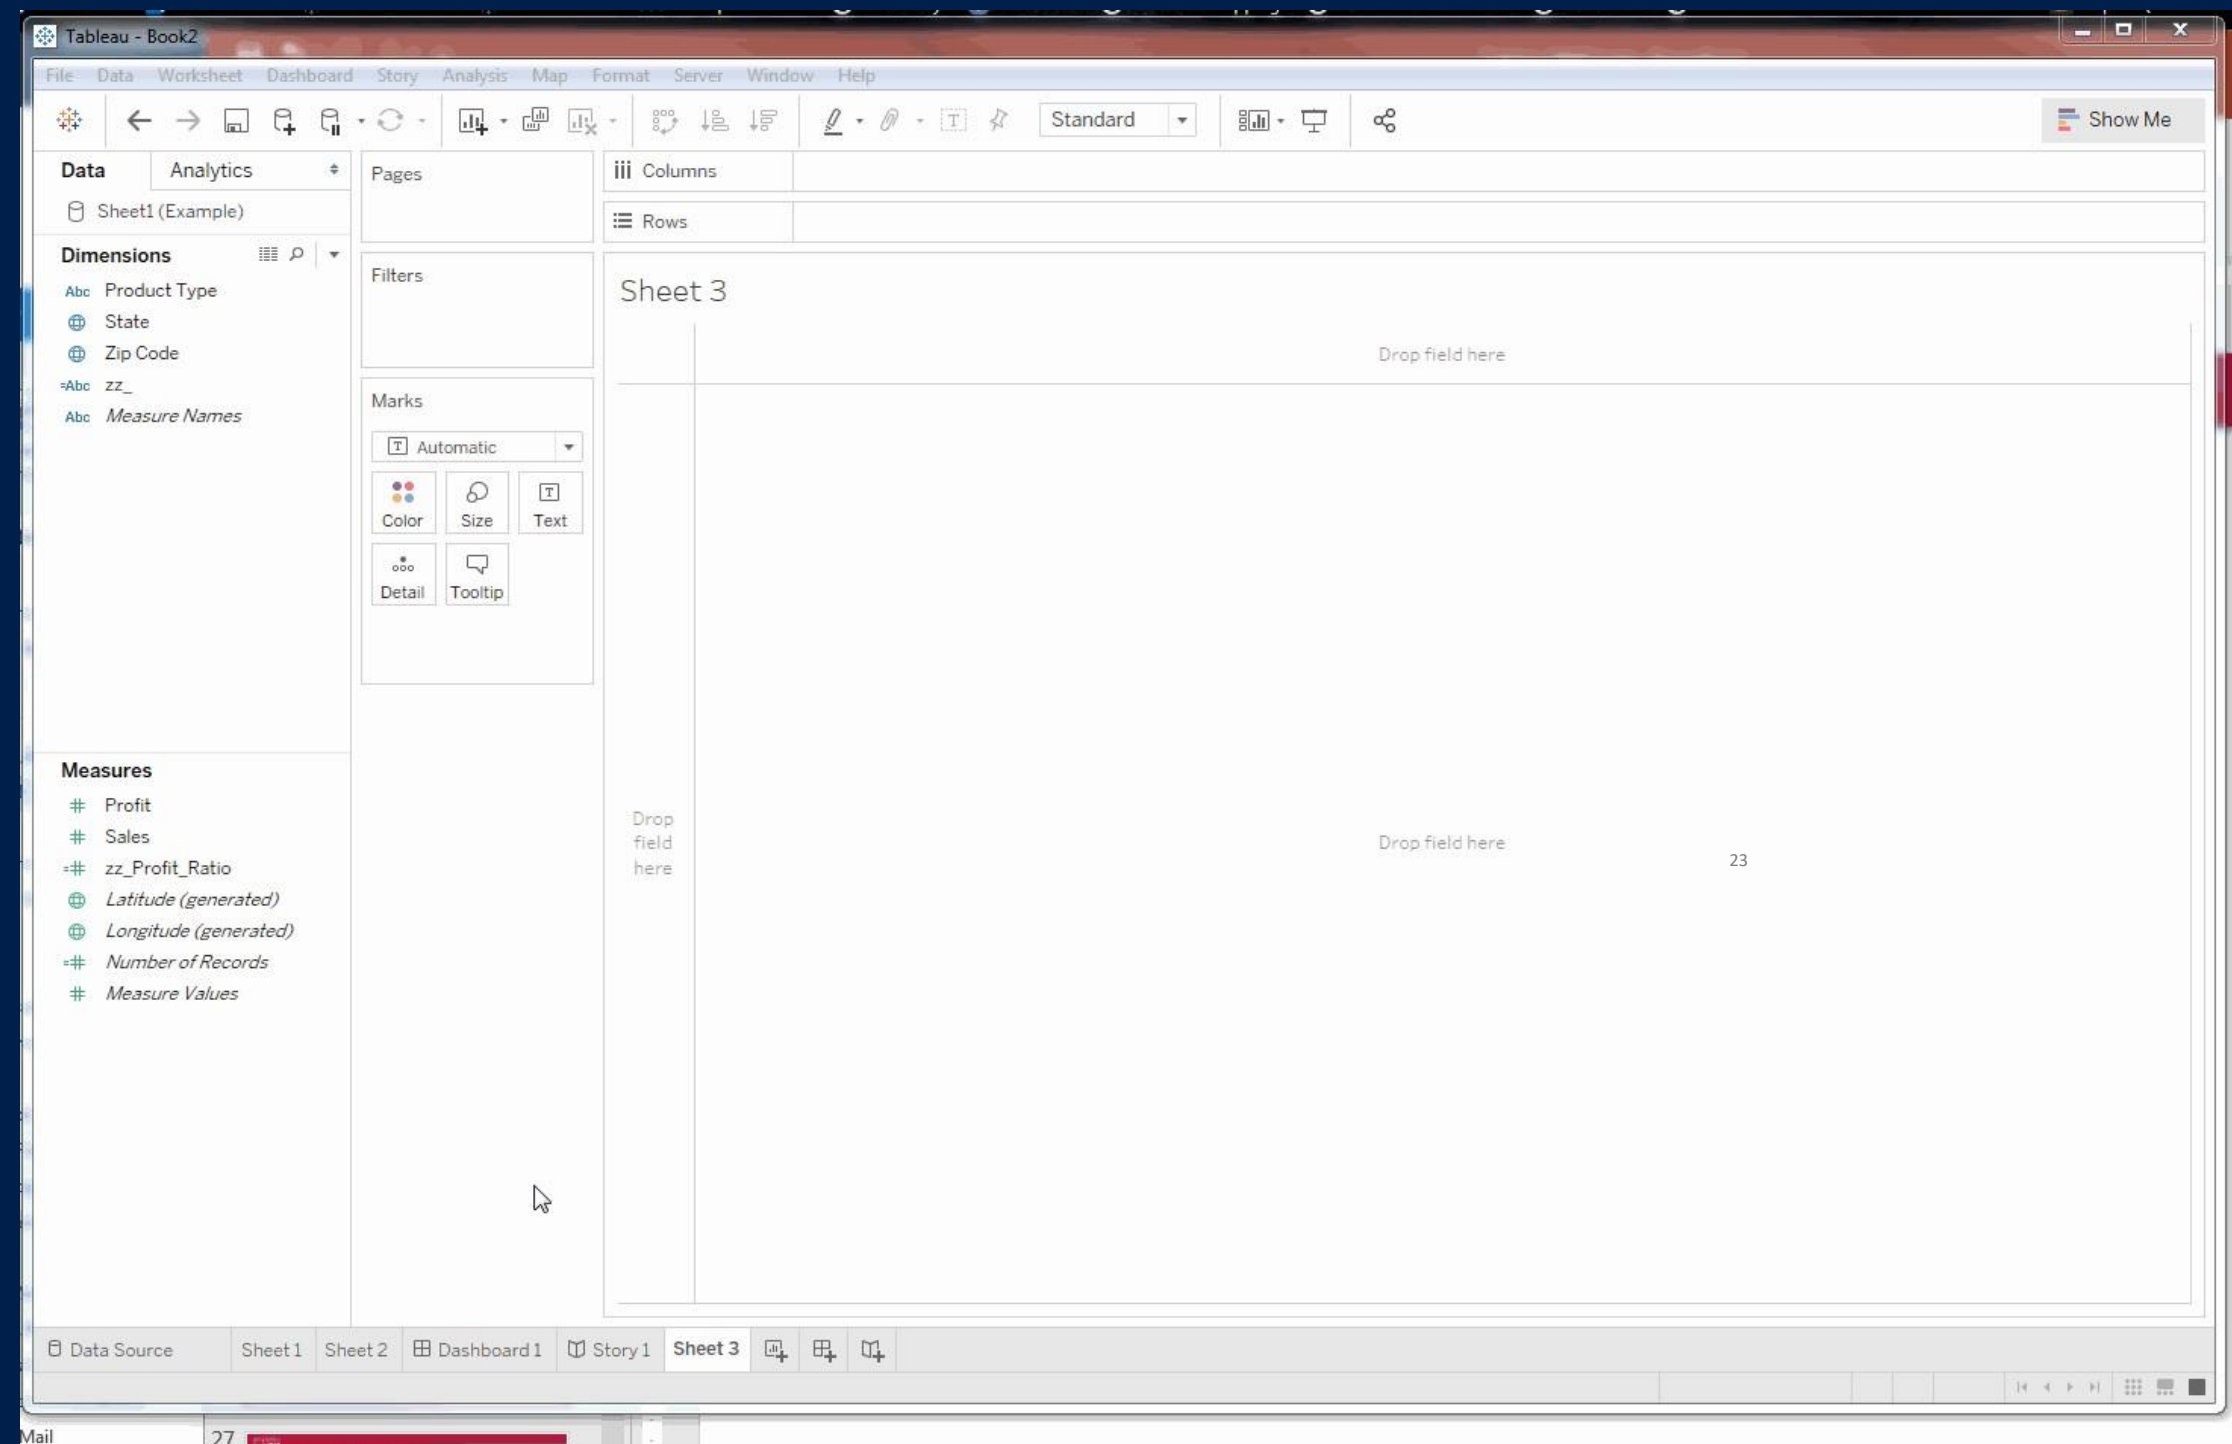 Tableau - Book2
File Data Worksheet Dashboard Story Analysis Map Format Server Window Help
Standard
Show Me
Data Analytics
Sheet1 (Example)
Dimensions
Abc Product Type
State
Zip Code
=Abc zz_
Abc Measure Names
Measures
# Profit
# Sales
=# zz_Profit_Ratio
Latitude (generated)
Longitude (generated)
=# Number of Records
# Measure Values
Pages
Filters
Marks
T Automatic
Color Size T Text
Detail Tooltip
Columns
Rows
Sheet 3
Drop field here
Drop
field
here
Drop field here
23
Data Source Sheet 1 Sheet 2 Dashboard 1 Story 1 Sheet 3
Mail
27